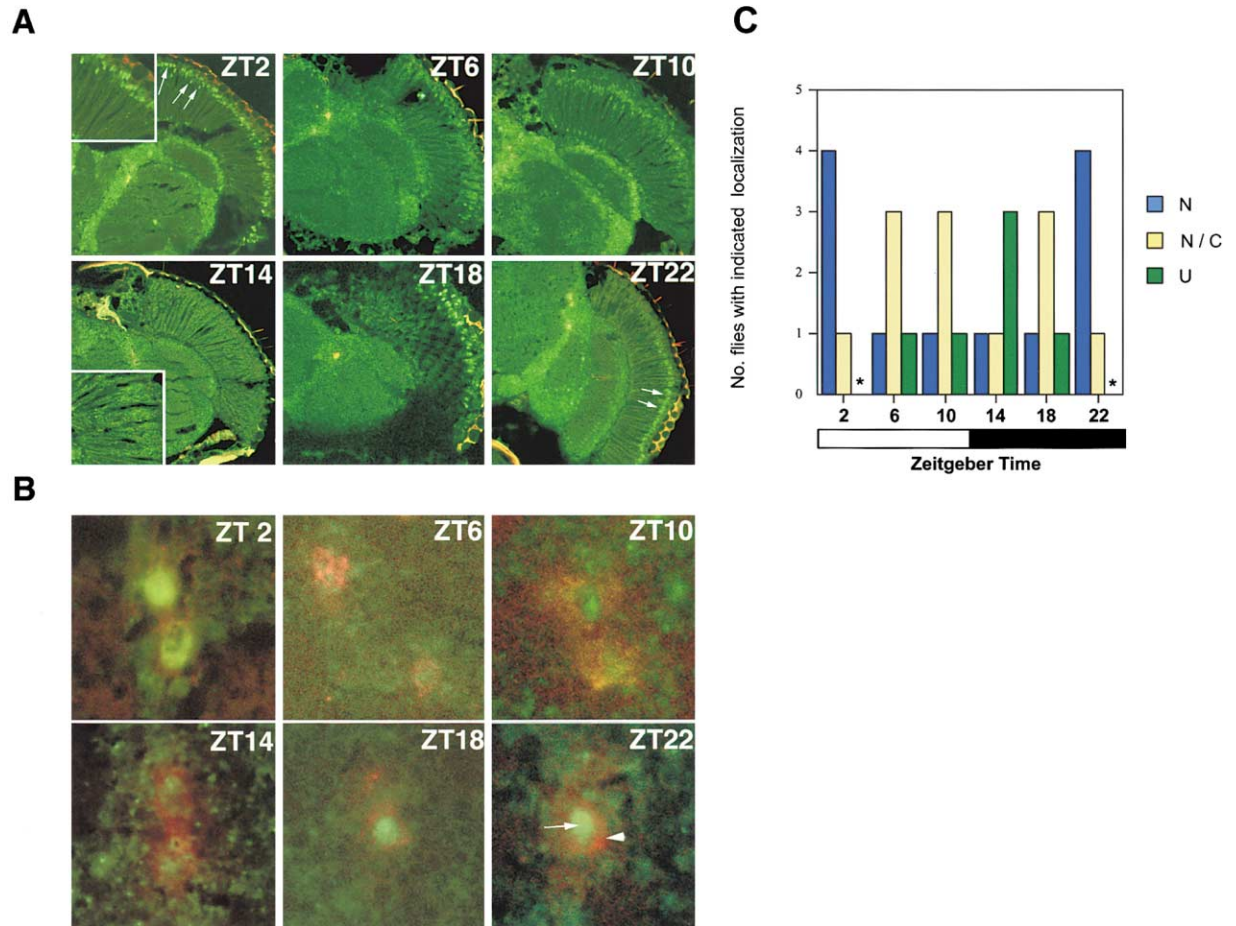 A
ZT2
ZT6
ZT10
ZT14
ZT18
ZT22
B
ZT 2
ZT6
ZT10
ZT14
ZT18
ZT22
C
No. flies with indicated localization
5
4
3
2
1
0
*
*
2 6 10 14 18 22
Zeitgeber Time
N
N / C
U